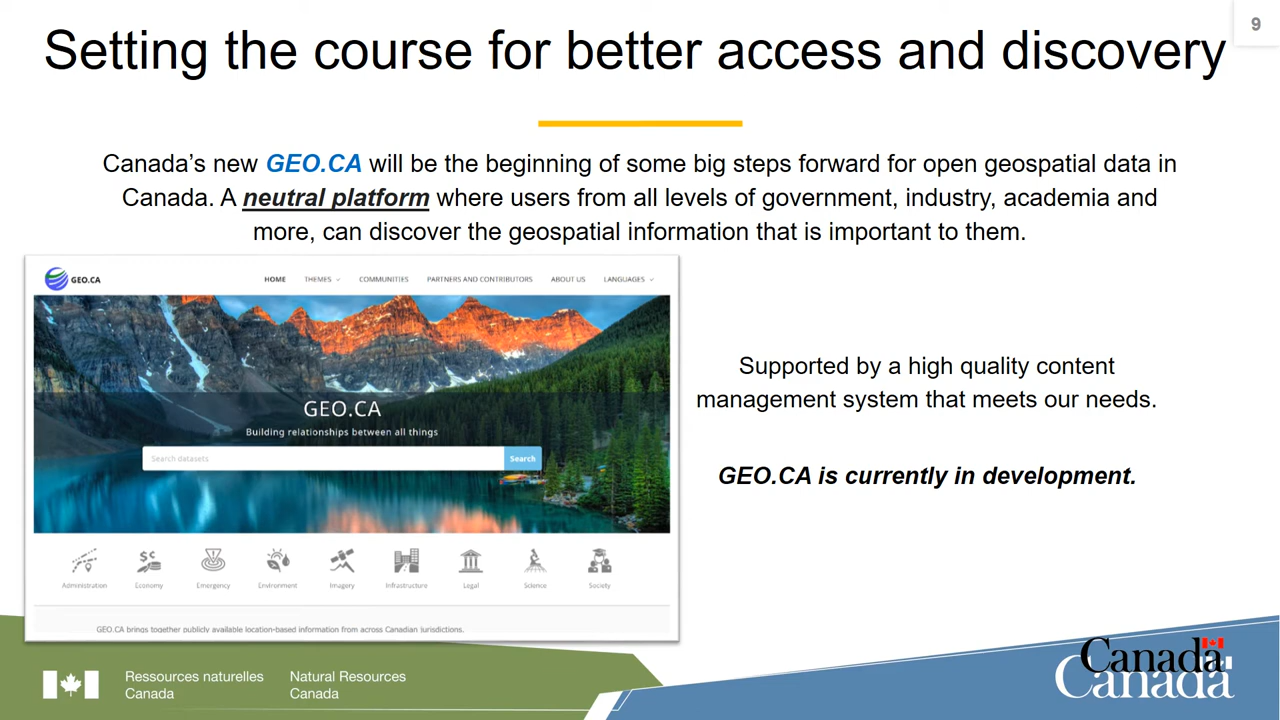 9
Setting the course for better access and discovery
Canada’s new GEO.CA will be the beginning of some big steps forward for open geospatial data in
Canada. A neutral platform where users from all levels of government, industry, academia and
more, can discover the geospatial information that is important to them.
GEO.CA
HOME THEMES COMMUNITIES PARTNERS AND CONTRIBUTORS ABOUT US LANGUAGES
GEO.CA
Building relationships between all things
Search datasets Search
Administration Economy Emergency Environment Imagery Infrastructure Legal Science Society
GEO.CA brings together publicly available location-based information from across Canadian jurisdictions.
Supported by a high quality content
management system that meets our needs.
GEO.CA is currently in development.
Ressources naturelles
Canada
Natural Resources
Canada
Canada
Canada